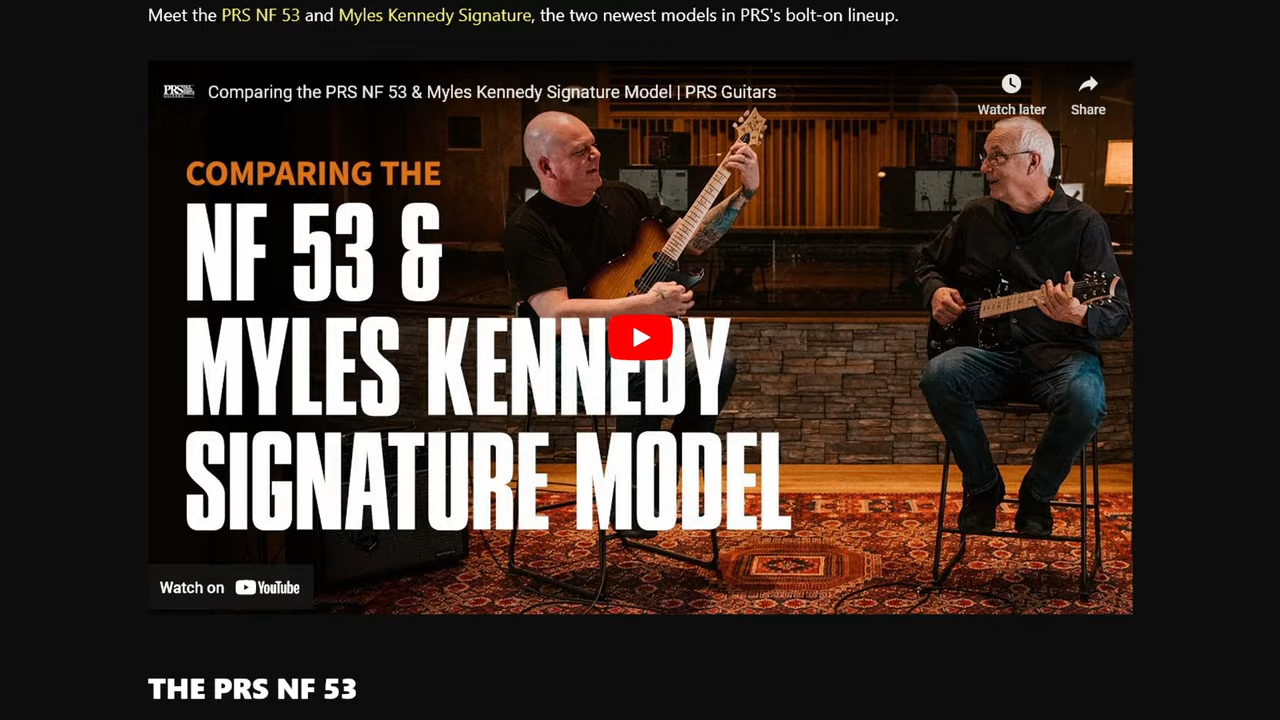 Meet the PRS NF 53 and Myles Kennedy Signature, the two newest models in PRS's bolt-on lineup.
PRS
Comparing the PRS NF 53 & Myles Kennedy Signature Model | PRS Guitars
Watch later
Share
COMPARING THE
NF 53 &
MYLES KENNEDY
SIGNATURE MODEL
Watch on YouTube
THE PRS NF 53